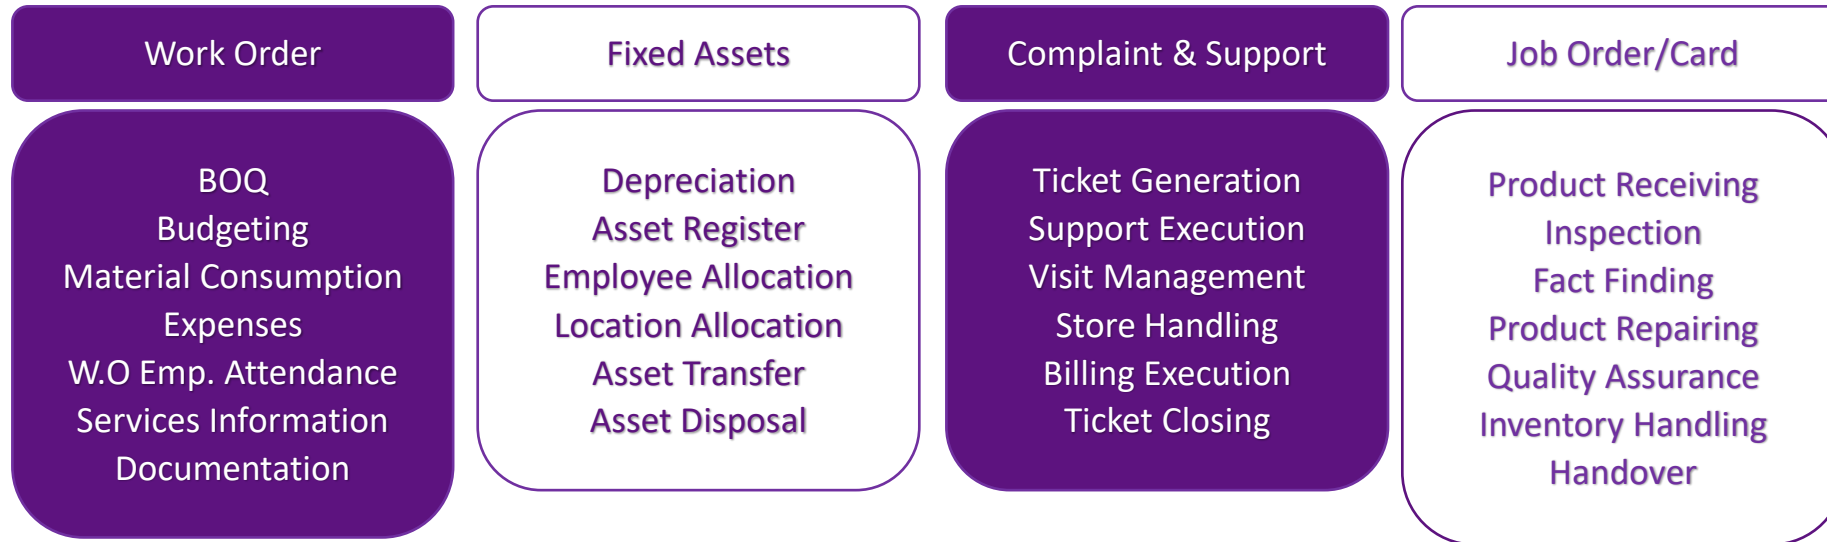 Work Order
BOQ
Budgeting
Material Consumption
Expenses
W.O Emp. Attendance
Services Information
Documentation
Fixed Assets
Depreciation
Asset Register
Employee Allocation
Location Allocation
Asset Transfer
Asset Disposal
Complaint & Support
Ticket Generation
Support Execution
Visit Management
Store Handling
Billing Execution
Ticket Closing
Job Order/Card
Product Receiving
Inspection
Fact Finding
Product Repairing
Quality Assurance
Inventory Handling
Handover